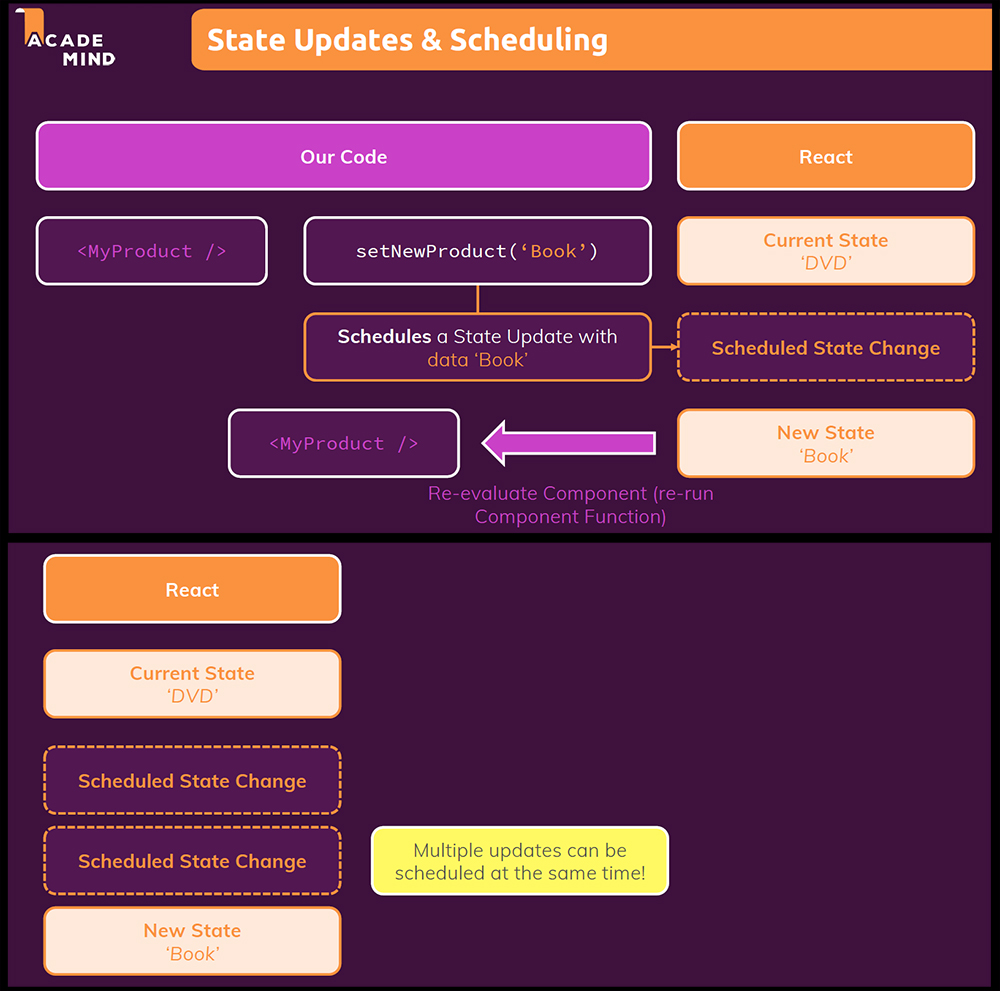 ACADE
MIND
State Updates & Scheduling
Our Code
React
<MyProduct />
setNewProduct(‘Book’)
Current State
‘DVD’
Schedules a State Update with
data ‘Book’
Scheduled State Change
<MyProduct />
New State
‘Book’
Re-evaluate Component (re-run
Component Function)
React
Current State
‘DVD’
Scheduled State Change
Scheduled State Change
Multiple updates can be
scheduled at the same time!
New State
‘Book’